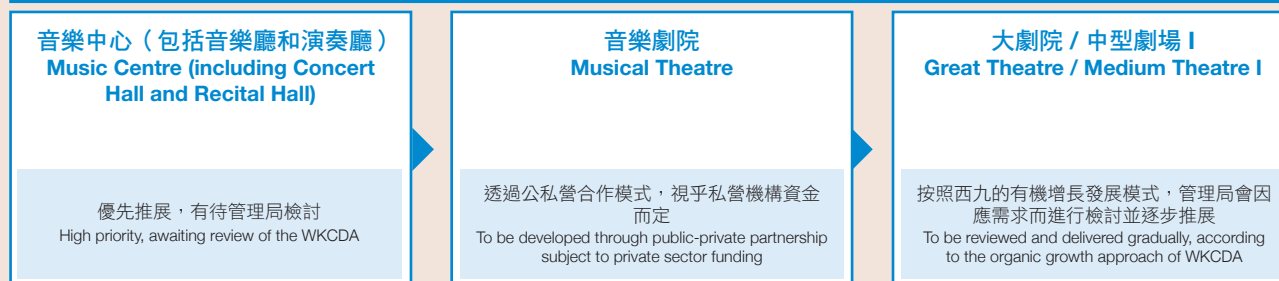 音樂中心（包括音樂廳和演奏廳）
Music Centre (including Concert
Hall and Recital Hall)
優先推展，有待管理局檢討
High priority, awaiting review of the WKCDA
音樂劇院
Musical Theatre
透過公私營合作模式，視乎私營機構資金
而定
To be developed through public-private partnership
subject to private sector funding
大劇院 / 中型劇場 I
Great Theatre / Medium Theatre I
按照西九的有機增長發展模式，管理局會因
應需求而進行檢討並逐步推展
To be reviewed and delivered gradually, according
to the organic growth approach of WKCDA